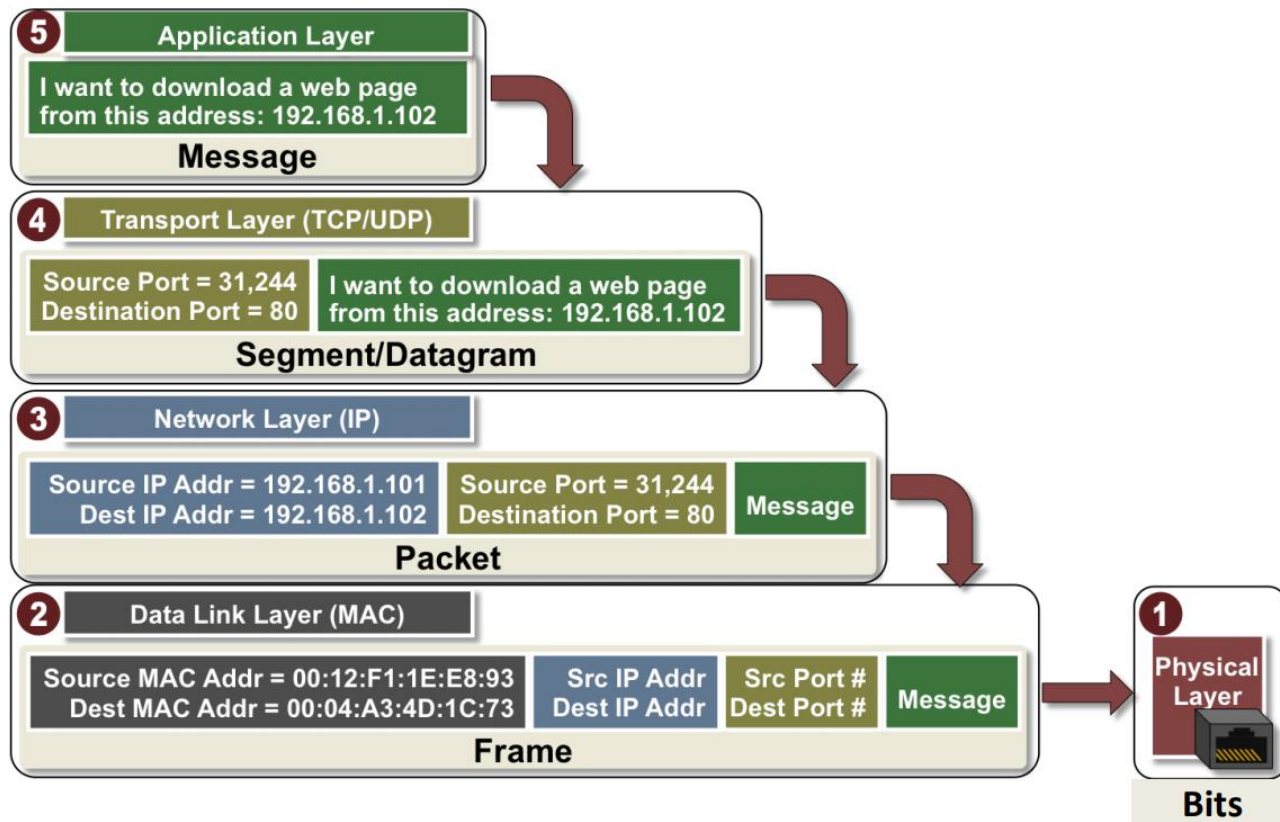 5
Application Layer
I want to download a web page
from this address: 192.168.1.102
Message
4
Transport Layer (TCP/UDP)
Source Port = 31,244
Destination Port = 80
I want to download a web page
from this address: 192.168.1.102
Segment/Datagram
3
Network Layer (IP)
Source IP Addr = 192.168.1.101
Dest IP Addr = 192.168.1.102
Source Port = 31,244
Destination Port = 80
Message
Packet
2
Data Link Layer (MAC)
Source MAC Addr = 00:12:F1:1E:E8:93
Dest MAC Addr = 00:04:A3:4D:1C:73
Src IP Addr
Dest IP Addr
Src Port #
Dest Port #
Message
Frame
1
Physical
Layer
Bits